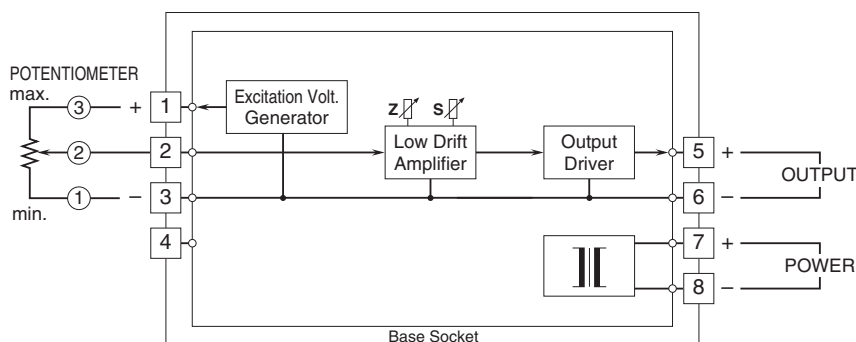 POTENTIOMETER
max.
3
+
1
2
2
1
–
3
min.
4
Excitation Volt.
Generator
Z
S
Low Drift
Amplifier
Output
Driver
5
+
6
–
OUTPUT
7
+
8
–
POWER
Base Socket